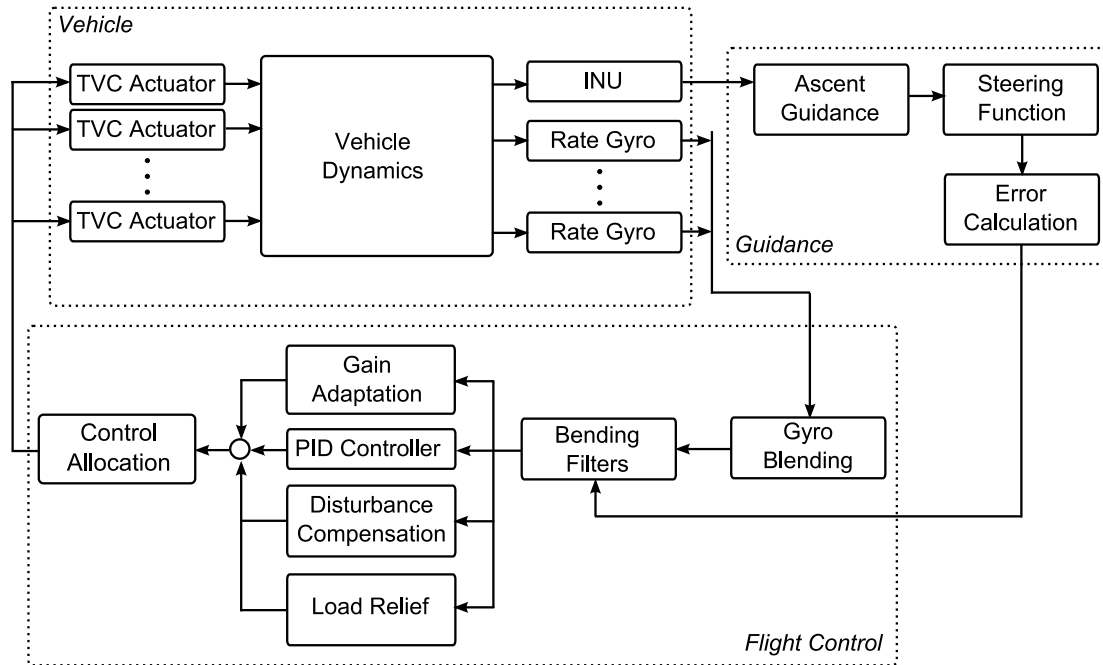 Vehicle
TVC Actuator
TVC Actuator
TVC Actuator
Vehicle
Dynamics
INU
Rate Gyro
Rate Gyro
Ascent
Guidance
Steering
Function
Error
Calculation
Guidance
Gain
Adaptation
PID Controller
Disturbance
Compensation
Load Relief
Control
Allocation
Bending
Filters
Gyro
Blending
Flight Control